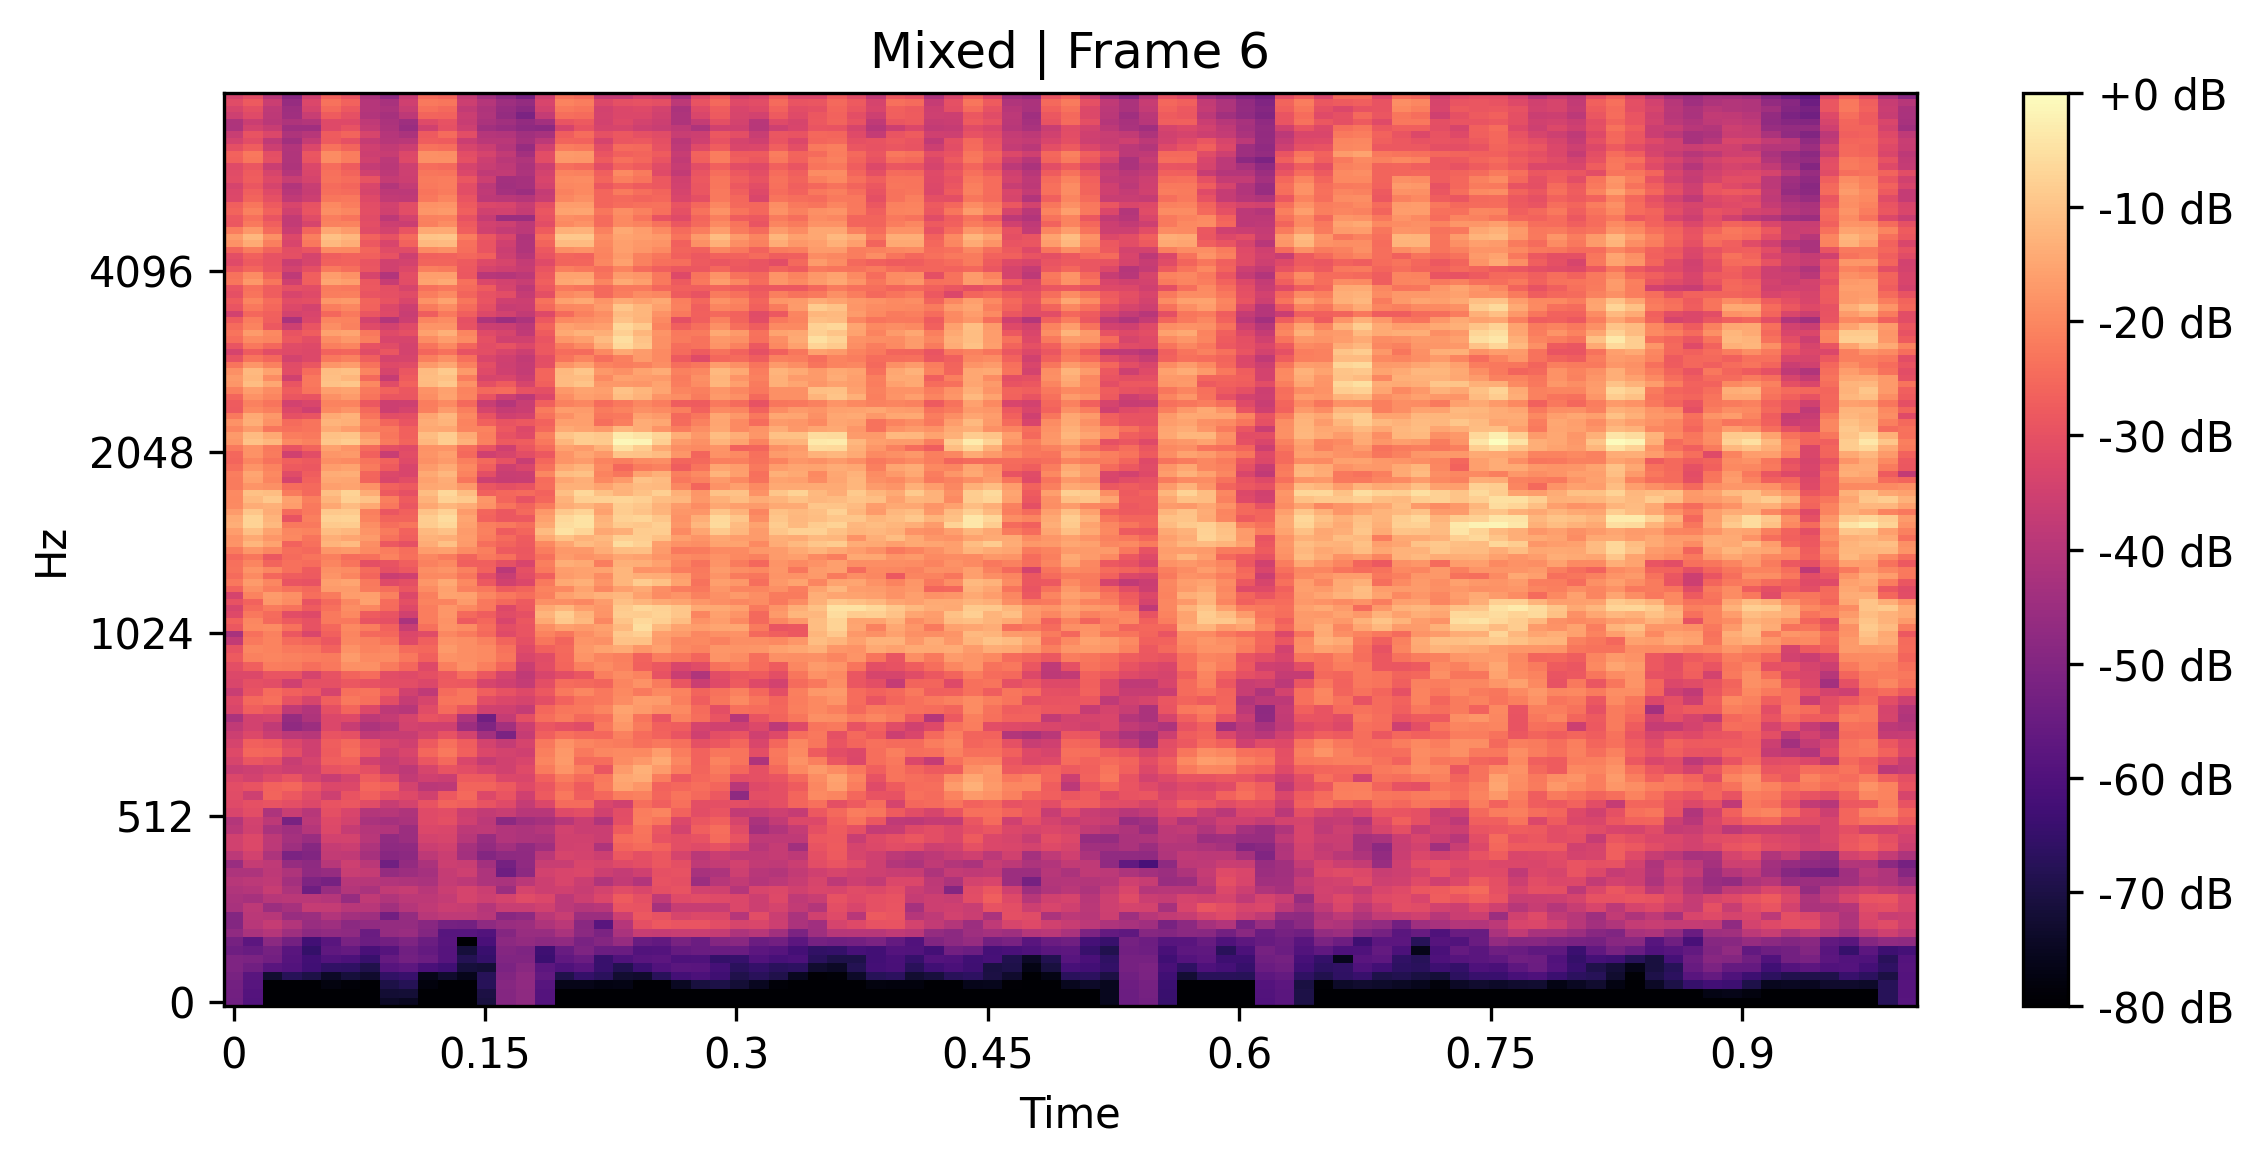 Mixed | Frame 6
+0 dB
-10 dB
4096
-20 dB
-30 dB
2048
-40 dB
Hz
1024
-50 dB
-60 dB
512
-70 dB
0
-80 dB
0 0.15 0.3 0.45 0.6 0.75 0.9
Time